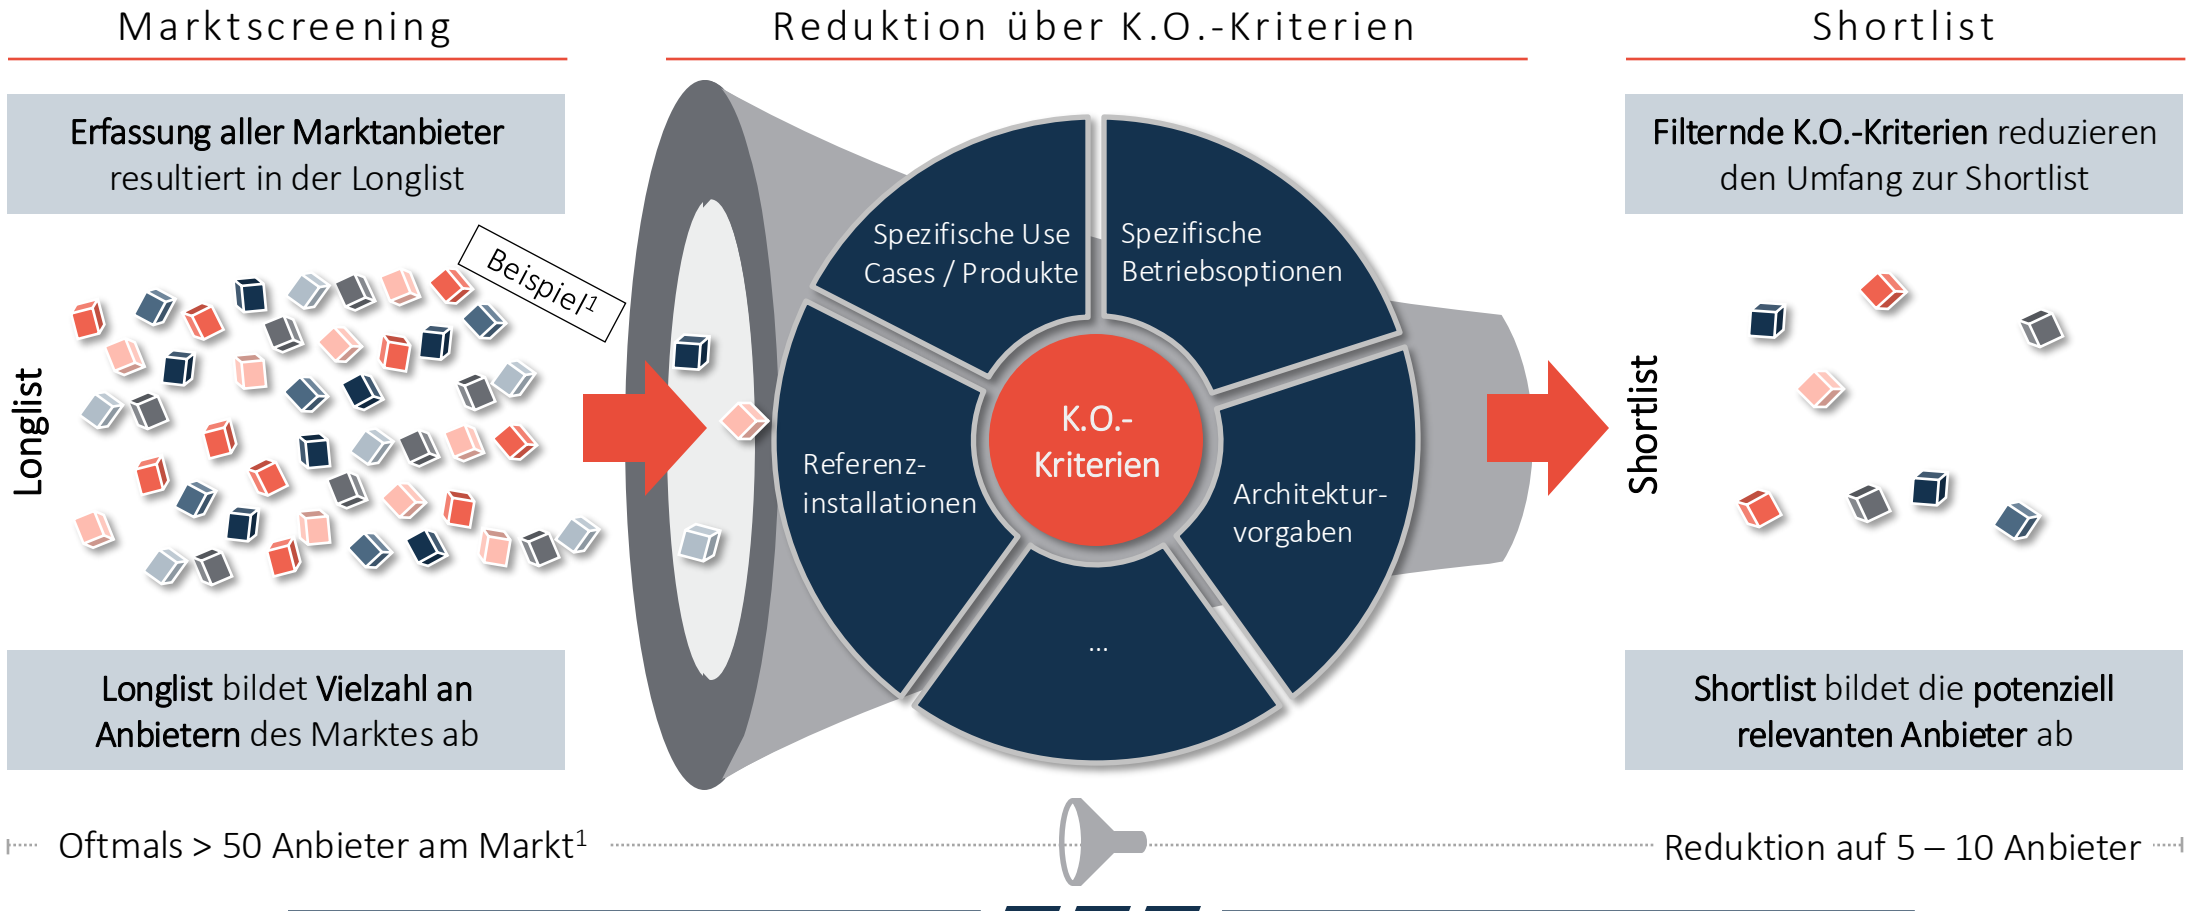 Marktscreening
Reduktion über K.O.-Kriterien
Shortlist
Erfassung aller Marktanbieter
resultiert in der Longlist
Filternde K.O.-Kriterien reduzieren
den Umfang zur Shortlist
Beispiel¹
Longlist
Spezifische Use
Cases / Produkte
Spezifische
Betriebsoptionen
Referenz-
installationen
K.O.-
Kriterien
Architektur-
vorgaben
...
Shortlist
Longlist bildet Vielzahl an
Anbietern des Marktes ab
Shortlist bildet die potenziell
relevanten Anbieter ab
Oftmals > 50 Anbieter am Markt¹
Reduktion auf 5 – 10 Anbieter